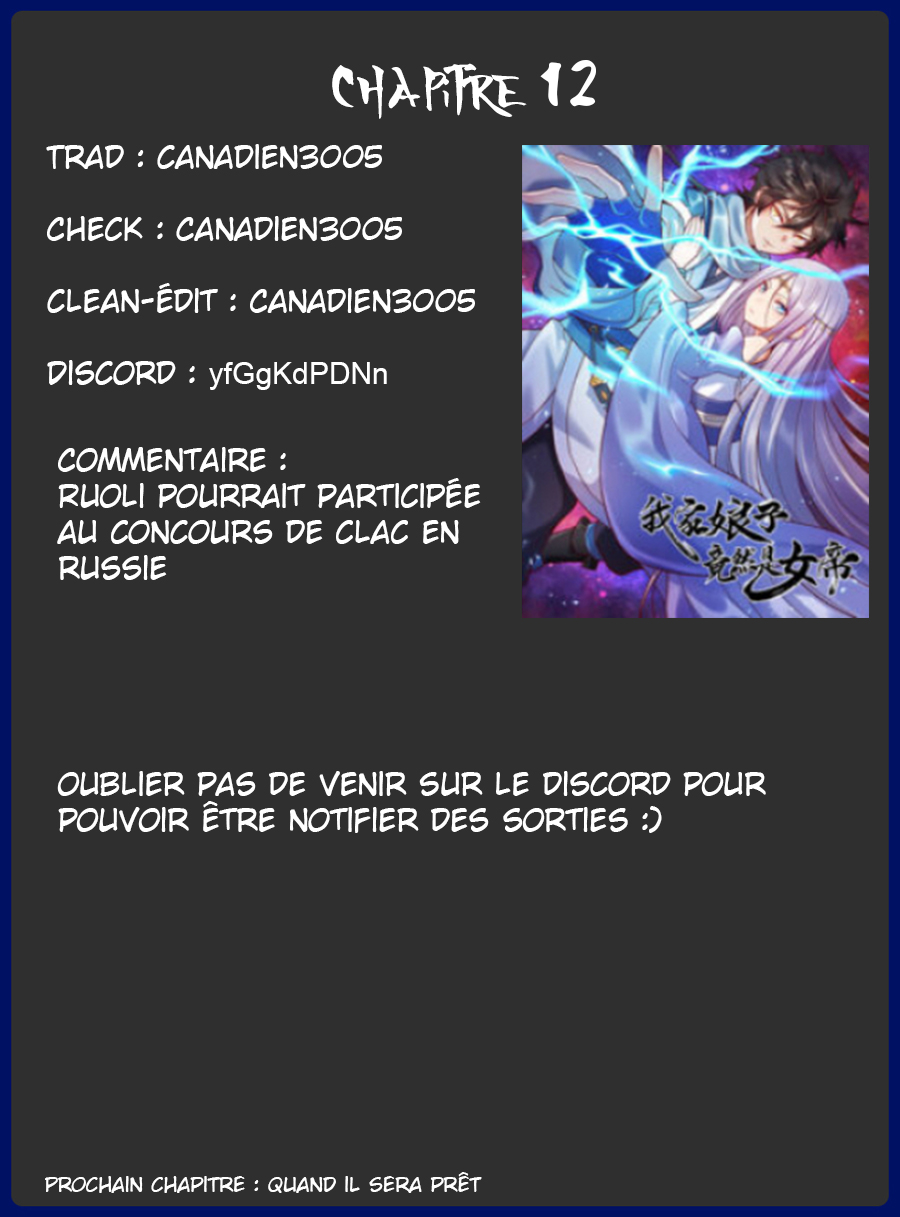 CHAPITRE 12
TRAD : CANADIEN3005
CHECK : CANADIEN3005
CLEAN-ÉDIT : CANADIEN3005
DISCORD : yfGgKdPDNn
COMMENTAIRE :
RUOLI POURRAIT PARTICIPÉE
AU CONCOURS DE CLAC EN
RUSSIE
我家娘子
竟然是女帝
OUBLIER PAS DE VENIR SUR LE DISCORD POUR
POUVOIR ÊTRE NOTIFIER DES SORTIES :)
PROCHAIN CHAPITRE : QUAND IL SERA PRÊT